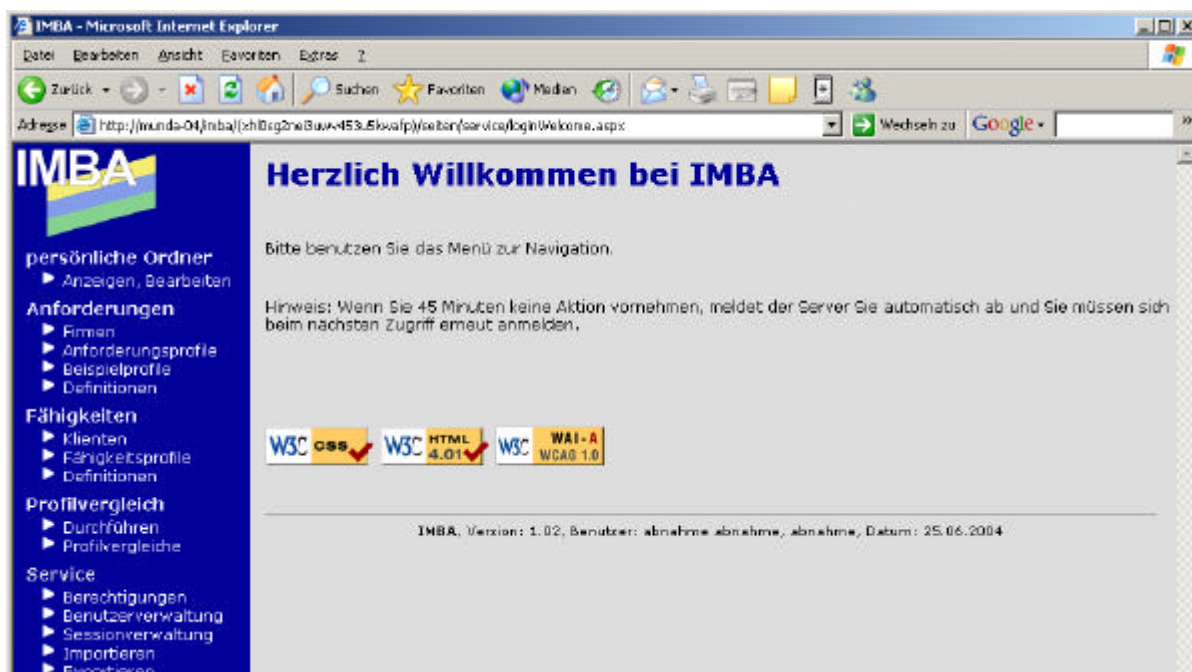 IMBA - Microsoft Internet Explorer
Datei Bearbeiten Ansicht Favoriten Extras ?
Zurück Suchen Favoriten Medien
Adresse Wechseln zu Google
IMBA
persönliche Ordner
Anzeigen, Bearbeiten
Anforderungen
Firmen
Anforderungsprofile
Beispielprofile
Definitionen
Fähigkeiten
Klienten
Fähigkeitsprofile
Definitionen
Profilvergleich
Durchführen
Profilvergleiche
Service
Berechtigungen
Benutzerverwaltung
Sessionverwaltung
Importieren
Exportieren
Herzlich Willkommen bei IMBA
Bitte benutzen Sie das Menü zur Navigation.
Hinweis: Wenn Sie 45 Minuten keine Aktion vornehmen, meldet der Server Sie automatisch ab und Sie müssen sich
beim nächsten Zugriff erneut anmelden.
W3C CSS W3C HTML 4.01 W3C WAI-A WCAG 1.0
IMBA, Version: 1.02, Benutzer: abnahme abnahme, abnahme, Datum: 25.06.2004